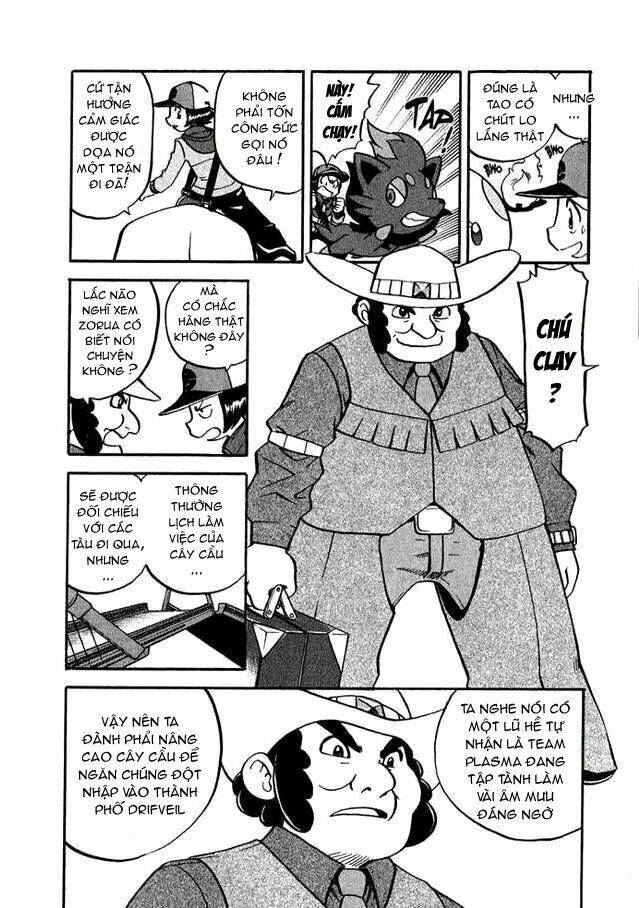 NHƯNG
...
ĐÚNG LÀ
TAO CÓ
CHÚT LO
LẮNG THẬT
BWO
BWO
NÀY!
CẤM
CHẠY!
TAP!
KHÔNG
PHẢI TỐN
CÔNG SỨC
GỌI NÓ
ĐÂU!
CỨ TẬN
HƯỞNG
CẢM GIÁC
ĐƯỢC
DỌA NÓ
MỘT TRẬN
ĐI ĐÃ!
CHÚ
CLAY
?
MÀ
CÓ CHẮC
HÀNG THẬT
KHÔNG ĐÂY
?
LẮC NÃO
NGHĨ XEM
ZORUA CÓ
BIẾT NÓI
CHUYỆN
KHÔNG ?
THÔNG
THƯỜNG
LỊCH LÀM
VIỆC CỦA
CÂY CẦU
...
SẼ ĐƯỢC
ĐỐI CHIẾU
VỚI CÁC
TÀU ĐI QUA,
NHƯNG
...
TA NGHE NÓI CÓ
MỘT LŨ HỀ TỰ
NHẬN LÀ TEAM
PLASMA ĐANG
TẬP TÀNH LÀM
VÀI ÂM MƯU
ĐÁNG NGỜ
VẬY NÊN TA
ĐÀNH PHẢI NÂNG
CAO CÂY CẦU ĐỂ
NGĂN CHÚNG ĐỘT
NHẬP VÀO THÀNH
PHỐ DRIFVEIL